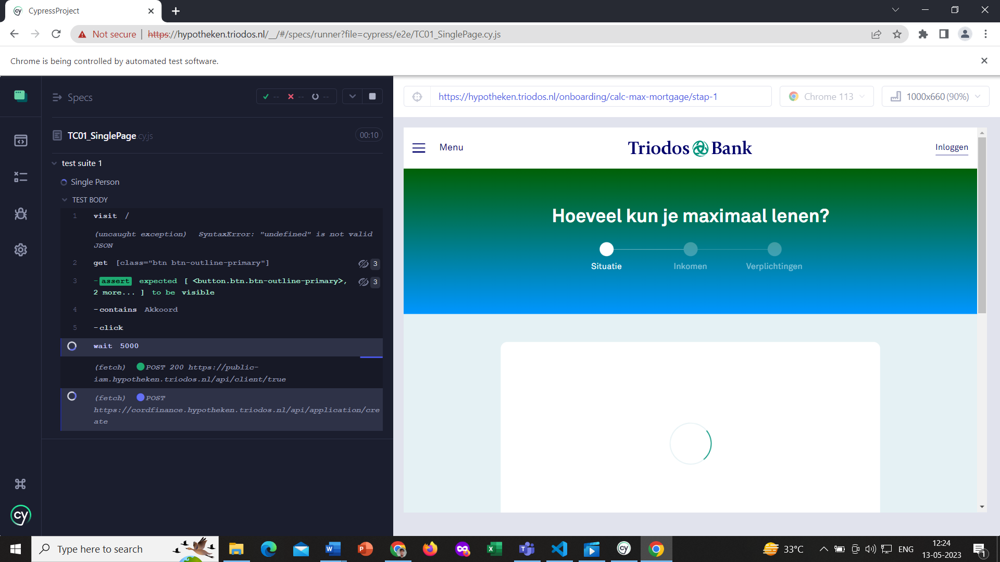 CypressProject
Not secure | https://hypotheken.triodos.nl/__/#/specs/runner?file=cypress/e2e/TC01_SinglePage.cy.js
Chrome is being controlled by automated test software.
Specs
-- -- --
TC01_SinglePage.cy.js 00:10
test suite 1
Single Person
TEST BODY
1 visit /
(uncaught exception) SyntaxError: "undefined" is not valid
JSON
2 get [class="btn btn-outline-primary"] 3
3 -assert expected [ <button.btn.btn-outline-primary>, 3
2 more... ] to be visible
4 -contains Akkoord
5 -click
wait 5000
(fetch) POST 200 https://public-
iam.hypotheken.triodos.nl/api/client/true
(fetch) POST
https://cordfinance.hypotheken.triodos.nl/api/application/cre
ate
cy
https://hypotheken.triodos.nl/onboarding/calc-max-mortgage/stap-1
Chrome 113
1000x660 (90%)
Menu
Triodos Bank
Inloggen
Hoeveel kun je maximaal lenen?
Situatie
Inkomen
Verplichtingen
Type here to search
33°C
ENG
12:24
13-05-2023
1